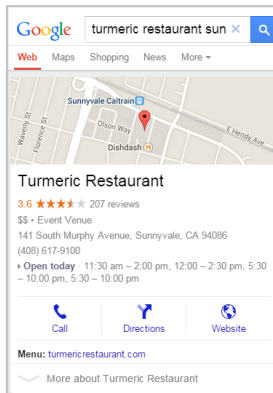 Google turmeric restaurant sun ×
Web Maps Shopping News More
Sunnyvale Caltrain
Waverly St
Florence St
Olson Way
E Hendy Ave
Dishdash
Turmeric Restaurant
3.6 207 reviews
$$ • Event Venue
141 South Murphy Avenue, Sunnyvale, CA 94086
(408) 617-9100
Open today · 11:30 am – 2:00 pm, 12:00 – 2:30 pm, 5:30
– 10:00 pm, 5:30 – 10:00 pm
Call Directions Website
Menu: turmericrestaurant.com
More about Turmeric Restaurant